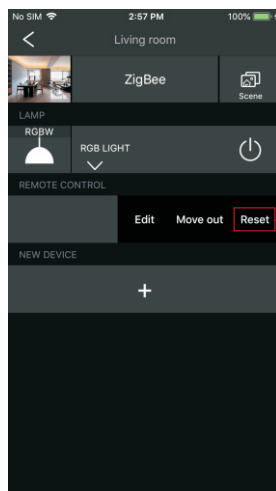 No SIM 2:57 PM 100%
Living room
ZigBee
Scene
LAMP
RGBW
RGB LIGHT
REMOTE CONTROL
Edit Move out Reset
NEW DEVICE
+